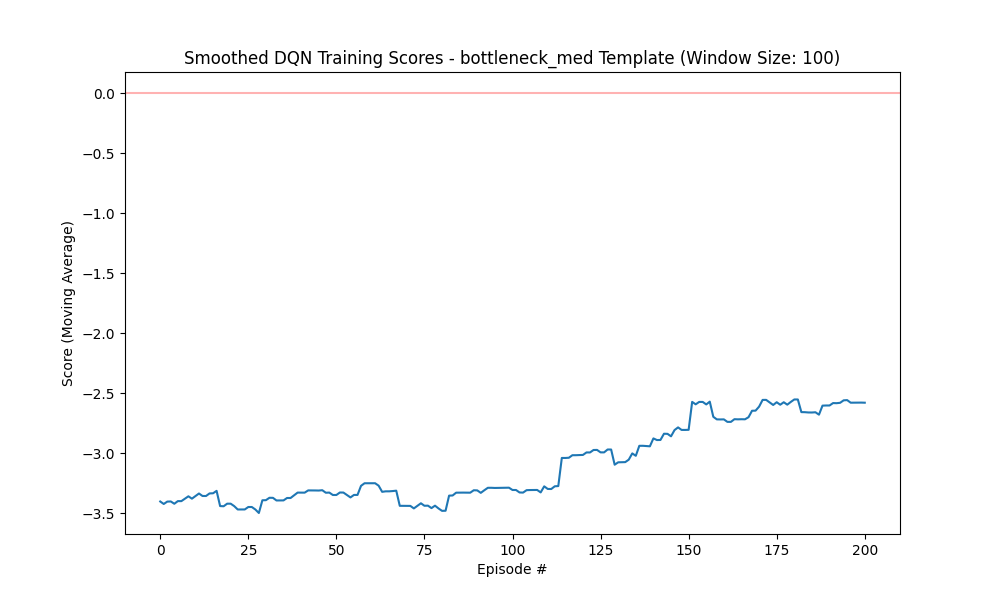 Smoothed DQN Training Scores - bottleneck_med Template (Window Size: 100)
0.0
−0.5
−1.0
−1.5
−2.0
−2.5
−3.0
−3.5
Score (Moving Average)
0 25 50 75 100 125 150 175 200
Episode #